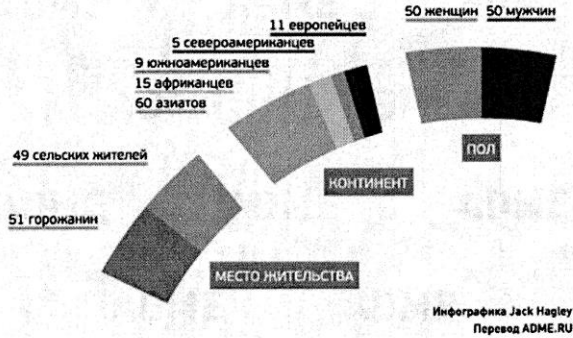 50 женщин 50 мужчин
ПОЛ
11 европейцев
5 североамериканцев
9 южноамериканцев
15 африканцев
60 азиатов
КОНТИНЕНТ
49 сельских жителей
51 горожанин
МЕСТО ЖИТЕЛЬСТВА
Инфографика Jack Hagley
Перевод ADME.RU